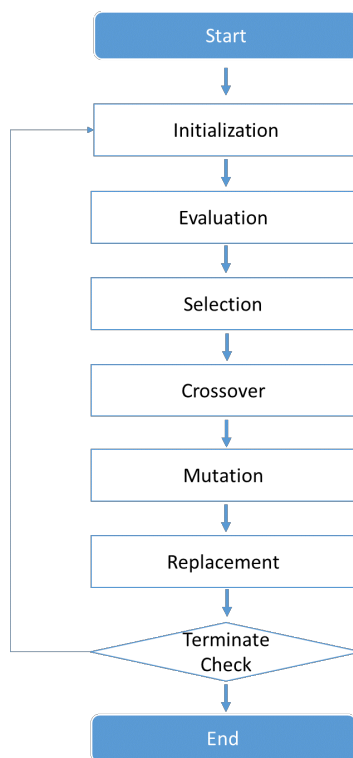 Start
Initialization
Evaluation
Selection
Crossover
Mutation
Replacement
Terminate
Check
End